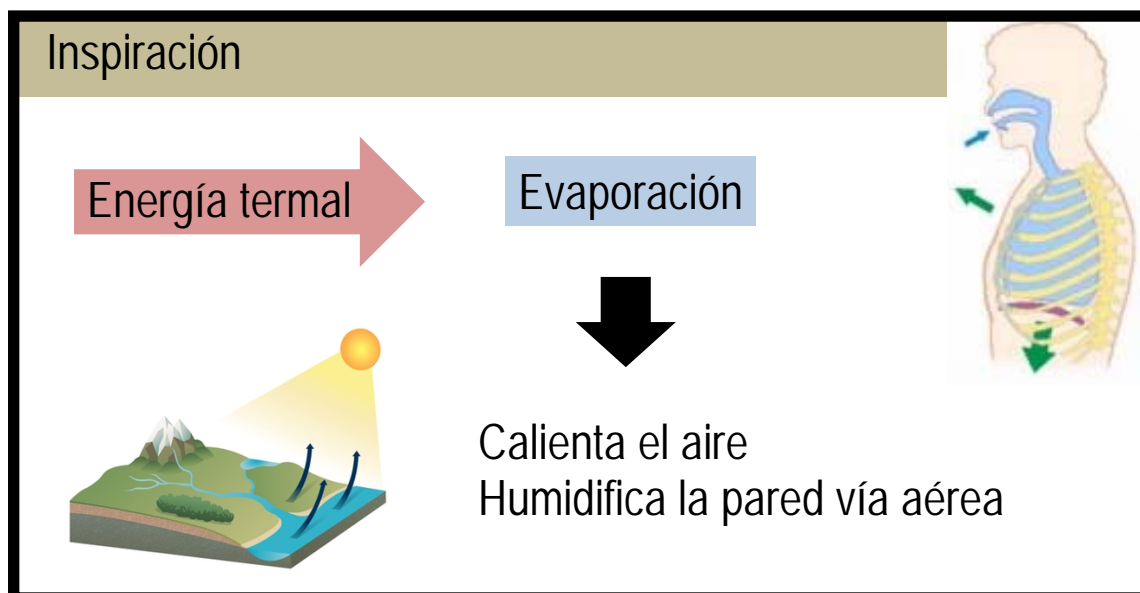 Inspiración
Energía termal
Evaporación
Calienta el aire
Humidifica la pared vía aérea